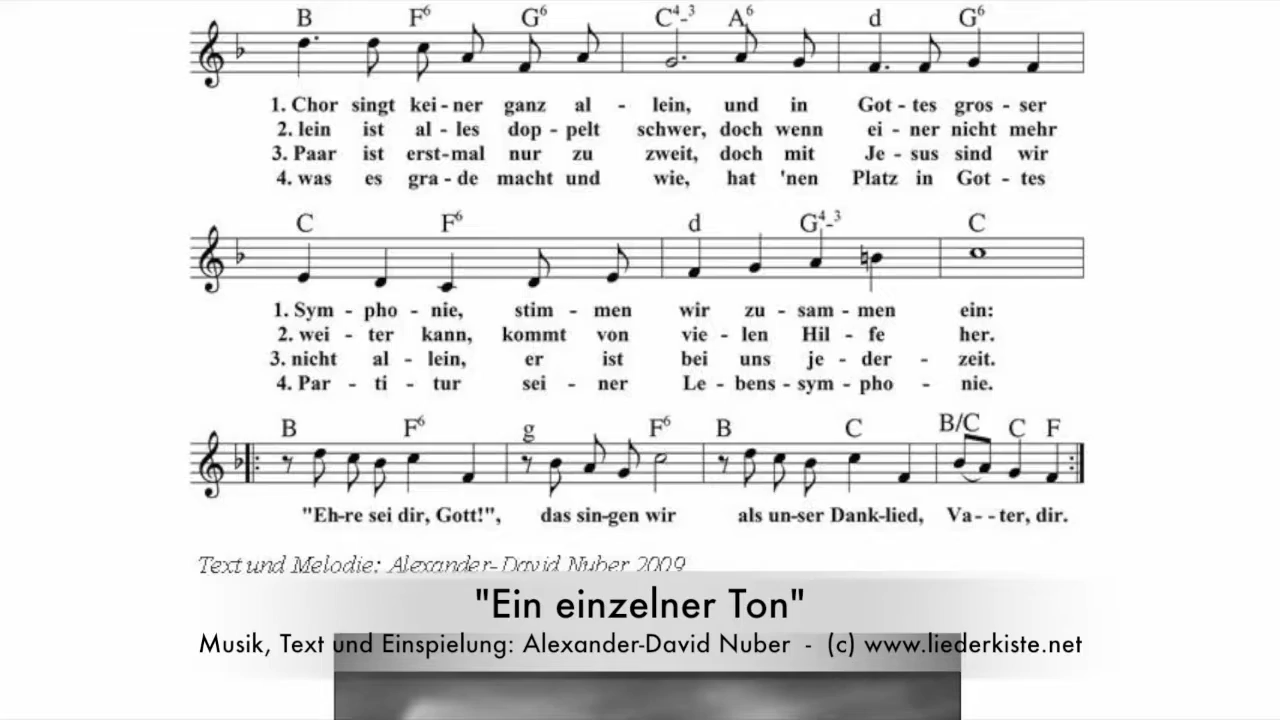 B F6 G6 C4-3 A6 d G6
1. Chor singt kei - ner ganz al - lein, und in Got - tes gros - ser
2. lein ist al - les dop - pelt schwer, doch wenn ei - ner nicht mehr
3. Paar ist erst-mal nur zu zweit, doch mit Je - sus sind wir
4. was es gra - de macht und wie, hat 'nen Platz in Got - tes
C F6 d G4-3 C
1. Sym - pho - nie, stim - men wir zu - sam - men ein:
2. wei - ter kann, kommt von vie - len Hil - fe her.
3. nicht al - lein, er ist bei uns je - der - zeit.
4. Par - ti - tur sei - ner Le - bens - sym - pho - nie.
B F6 g F6 B C B/C C F
"Eh-re sei dir, Gott!", das sin-gen wir als un-ser Dank-lied, Va- - ter, dir.
Text und Melodie: Alexander-David Nuber 2009
"Ein einzelner Ton"
Musik, Text und Einspielung: Alexander-David Nuber - (c) www.liederkiste.net